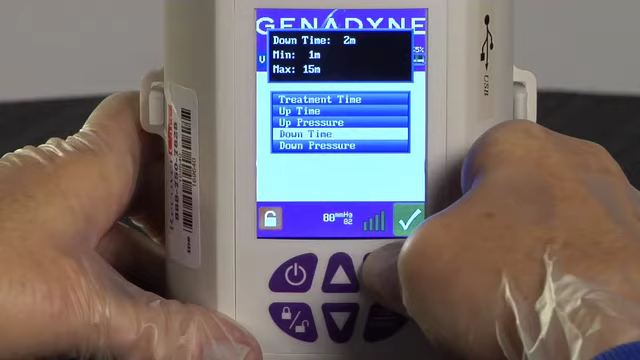 GENADYNE
Down Time: 2m
Min: 1m
Max: 15m
Treatment Time
Up Time
Up Pressure
Down Time
Down Pressure
80mmHg
82
USB